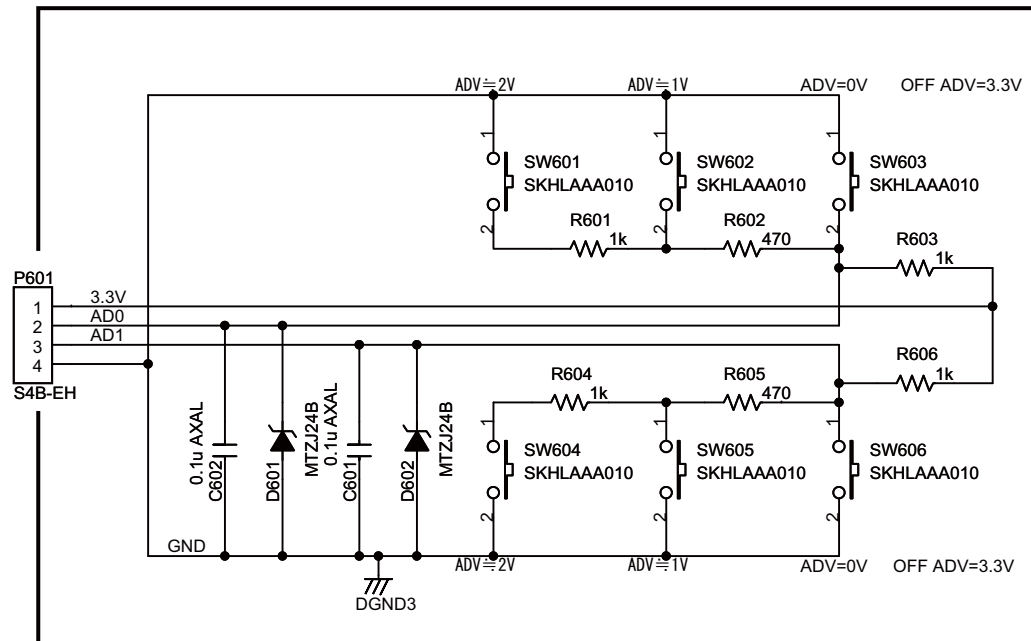 ADV≒2V
ADV≒1V
ADV=0V
OFF ADV=3.3V
1
1
1
SW601
SKHLAAA010
SW602
SKHLAAA010
SW603
SKHLAAA010
2
2
2
R601
1k
R602
470
R603
1k
P601
1
2
3
4
S4B-EH
3.3V
AD0
AD1
R604
1k
R605
470
R606
1k
0.1u AXAL
C602
D601
MTZJ24B
0.1u AXAL
C601
D602
MTZJ24B
1
1
1
SW604
SKHLAAA010
SW605
SKHLAAA010
SW606
SKHLAAA010
2
2
2
GND
DGND3
ADV≒2V
ADV≒1V
ADV=0V
OFF ADV=3.3V